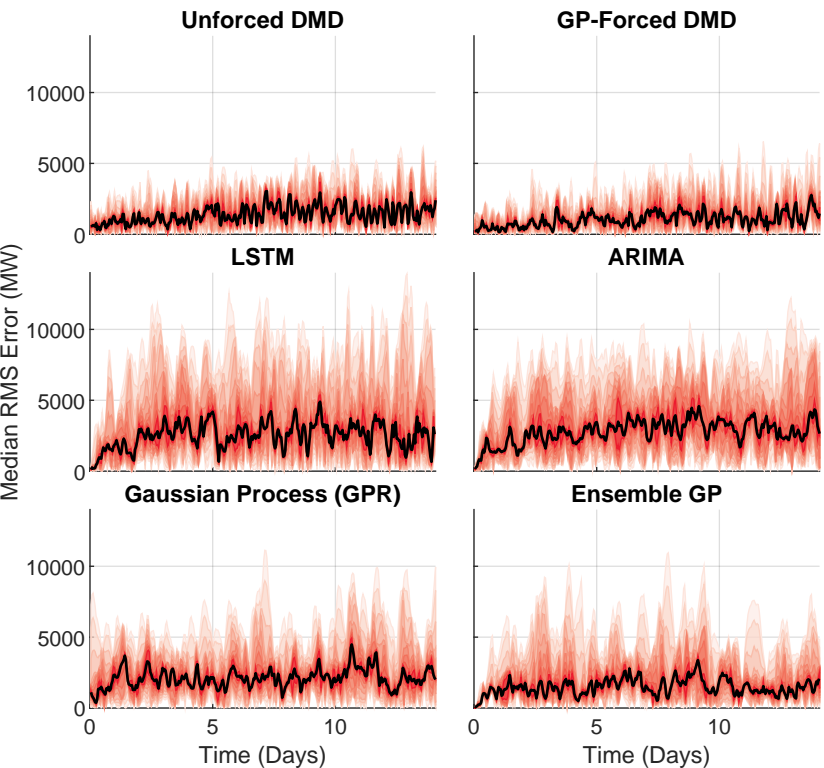 Unforced DMD
GP-Forced DMD
10000
5000
0
LSTM
ARIMA
Median RMS Error (MW)
10000
5000
0
Gaussian Process (GPR)
Ensemble GP
10000
5000
0
0
5
10
0
5
10
Time (Days)
Time (Days)